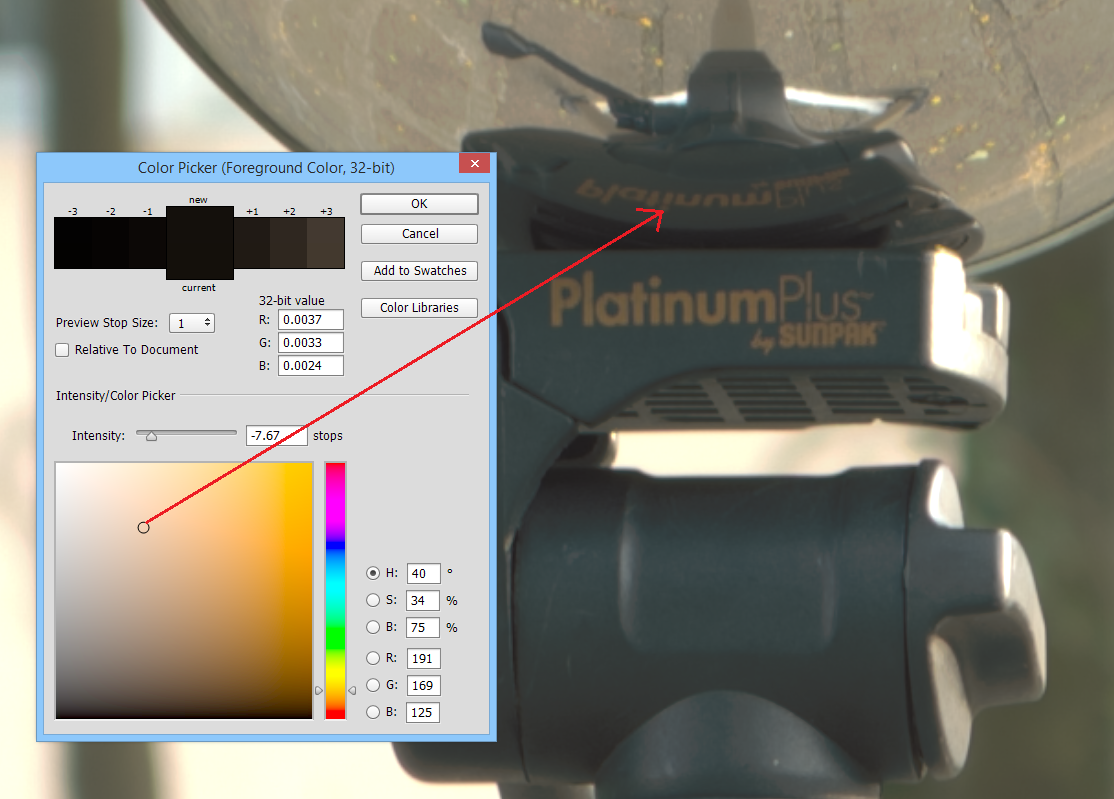 Color Picker (Foreground Color, 32-bit)
new
-3 -2 -1 +1 +2 +3
current
OK
Cancel
Add to Swatches
Color Libraries
Preview Stop Size: 1
Relative To Document
32-bit value
R: 0.0037
G: 0.0033
B: 0.0024
Intensity/Color Picker
Intensity: -7.67 stops
H: 40 °
S: 34 %
B: 75 %
R: 191
G: 169
B: 125
PlatinumPlus™
PlatinumPlus™
by SUNPAK®